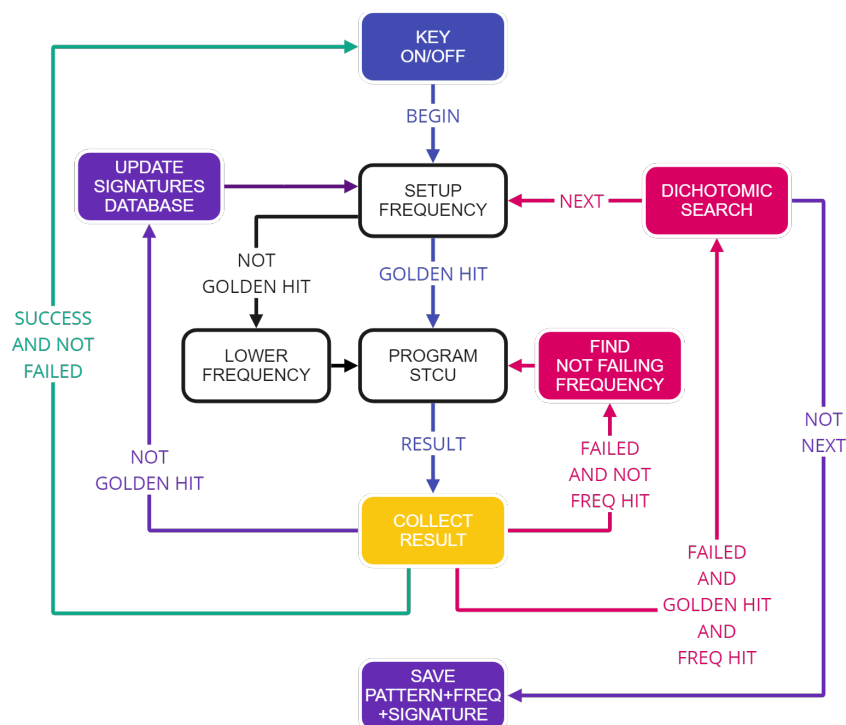 KEY
ON/OFF
BEGIN
UPDATE
SIGNATURES
DATABASE
SETUP
FREQUENCY
NEXT
DICHOTOMIC
SEARCH
NOT
GOLDEN HIT
GOLDEN HIT
SUCCESS
AND NOT
FAILED
LOWER
FREQUENCY
PROGRAM
STCU
FIND
NOT FAILING
FREQUENCY
NOT
NEXT
RESULT
FAILED
AND NOT
FREQ HIT
NOT
GOLDEN HIT
COLLECT
RESULT
FAILED
AND
GOLDEN HIT
AND
FREQ HIT
SAVE
PATTERN+FREQ
+SIGNATURE